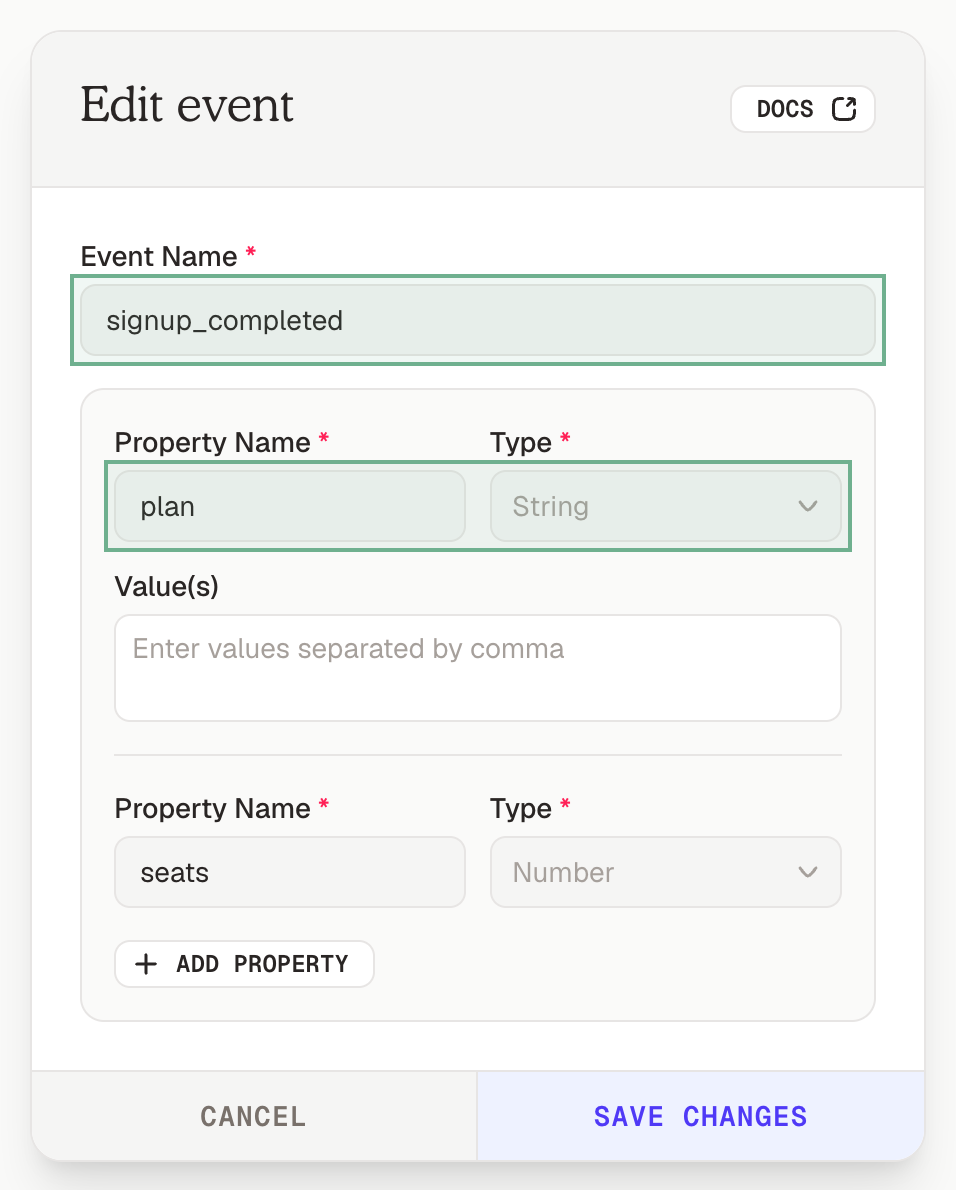 Edit event
DOCS
Event Name *
signup_completed
Property Name * Type *
plan String
Value(s)
Enter values separated by comma
Property Name * Type *
seats Number
+ ADD PROPERTY
CANCEL SAVE CHANGES